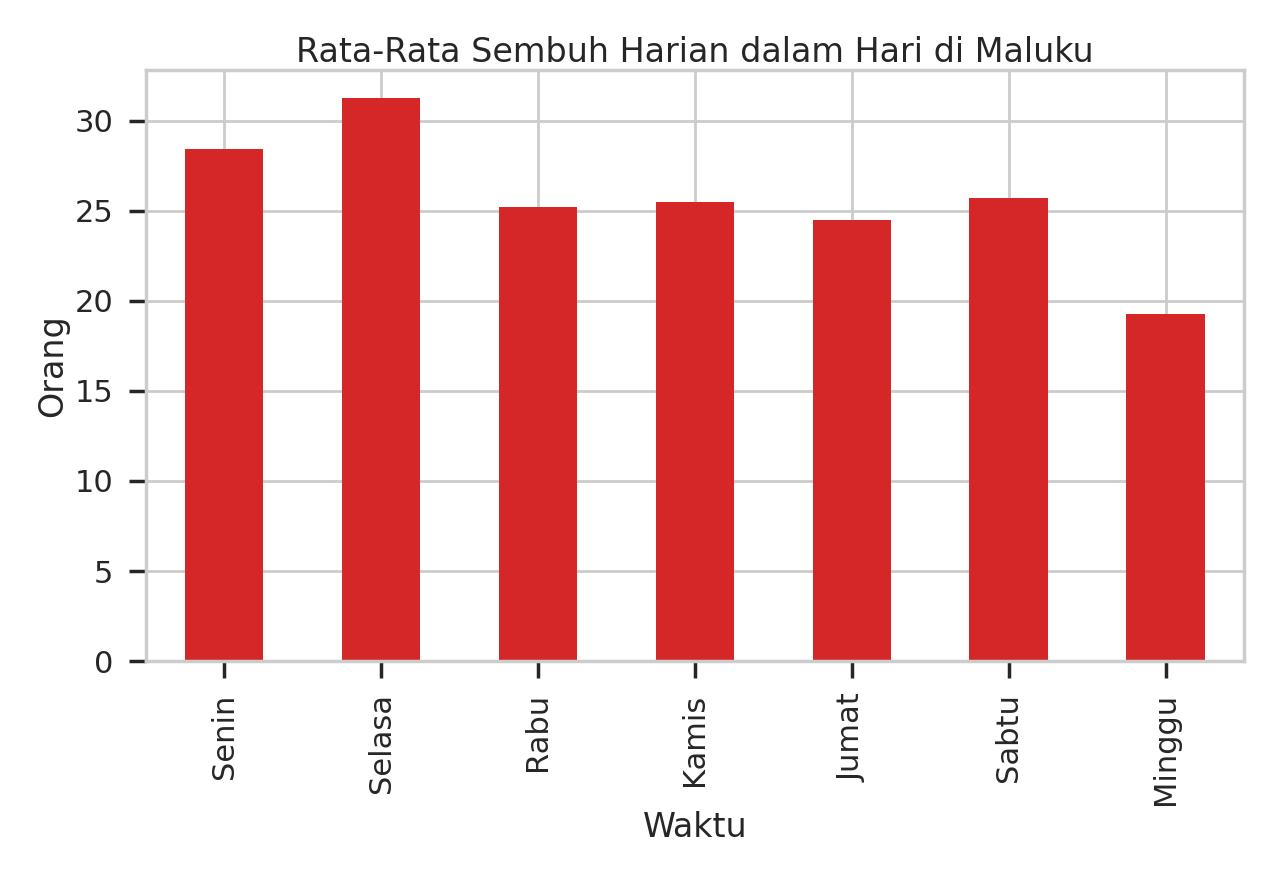 Rata-Rata Sembuh Harian dalam Hari di Maluku
Orang
30
25
20
15
10
5
0
Senin
Selasa
Rabu
Kamis
Jumat
Sabtu
Minggu
Waktu